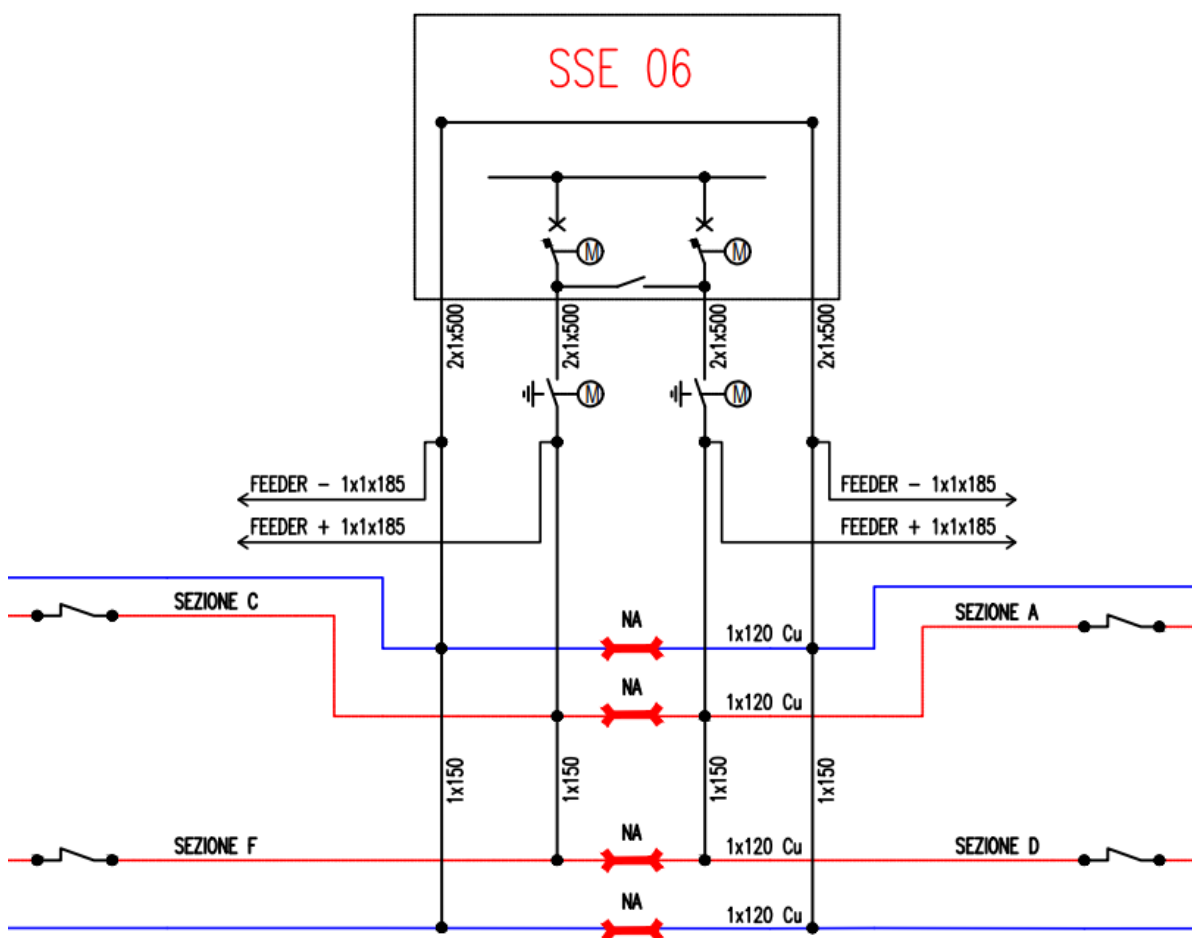 SSE 06
M
M
2x1x500
2x1x500
2x1x500
2x1x500
M
M
FEEDER - 1x1x185
FEEDER - 1x1x185
FEEDER + 1x1x185
FEEDER + 1x1x185
SEZIONE C
SEZIONE A
NA
1x120 Cu
NA
1x120 Cu
1x150
1x150
1x150
1x150
SEZIONE F
NA
1x120 Cu
SEZIONE D
NA
1x120 Cu